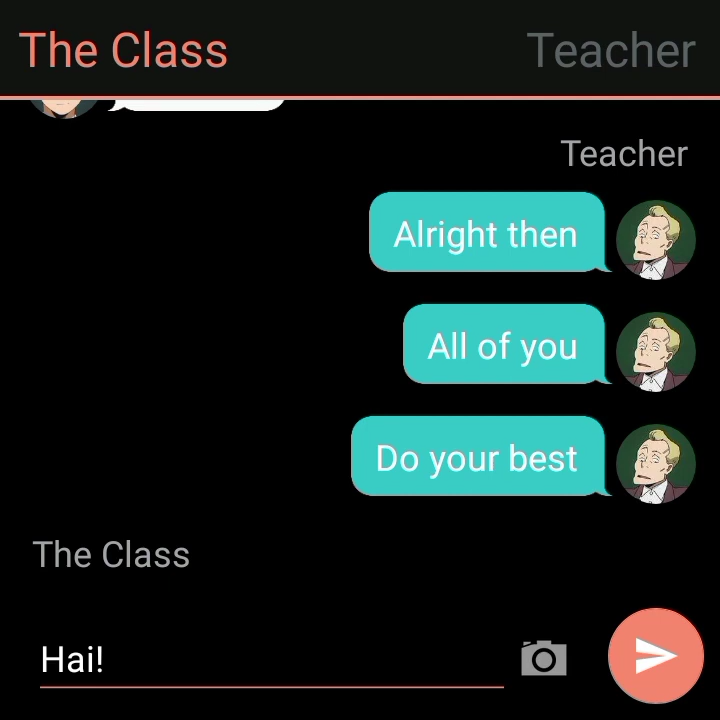 The Class
Teacher
Teacher
Alright then
All of you
Do your best
The Class
Hai!